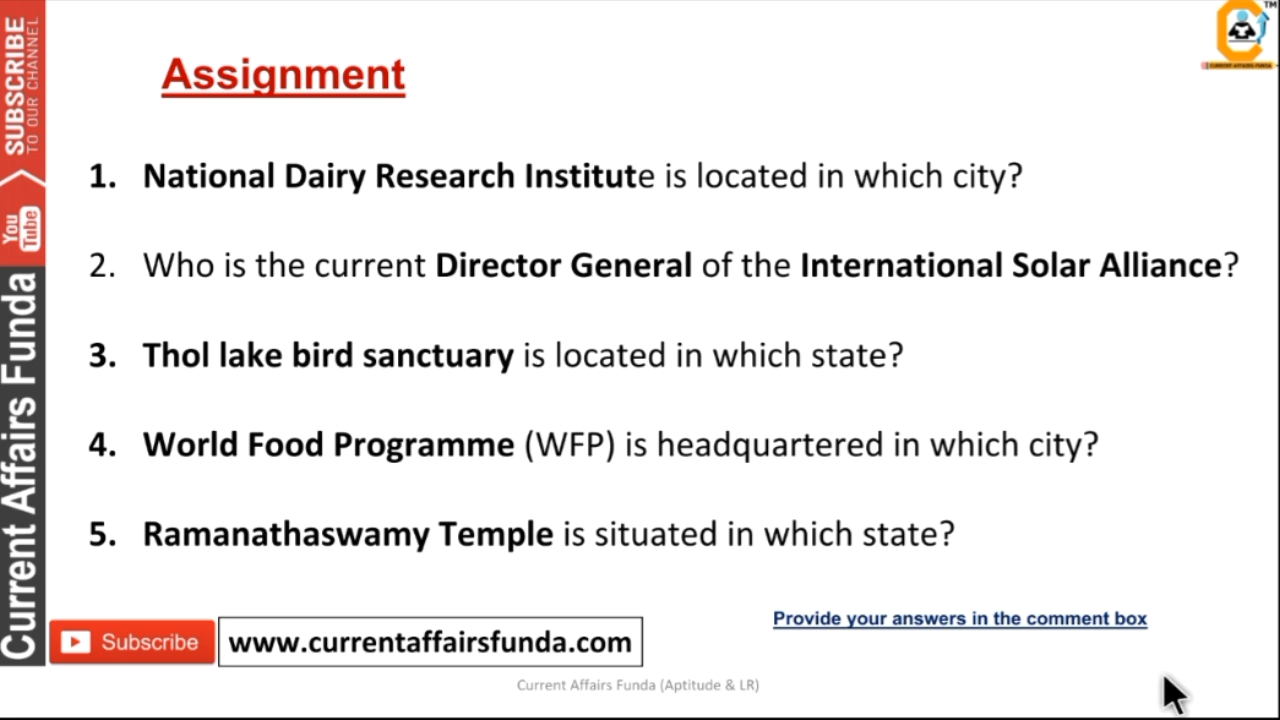 SUBSCRIBE
TO OUR CHANNEL
You
Tube
Current Affairs Funda
TM
CURRENT AFFAIRS FUNDA
Assignment
1. National Dairy Research Institute is located in which city?
2. Who is the current Director General of the International Solar Alliance?
3. Thol lake bird sanctuary is located in which state?
4. World Food Programme (WFP) is headquartered in which city?
5. Ramanathaswamy Temple is situated in which state?
Provide your answers in the comment box
Subscribe
www.currentaffairsfunda.com
Current Affairs Funda (Aptitude & LR)